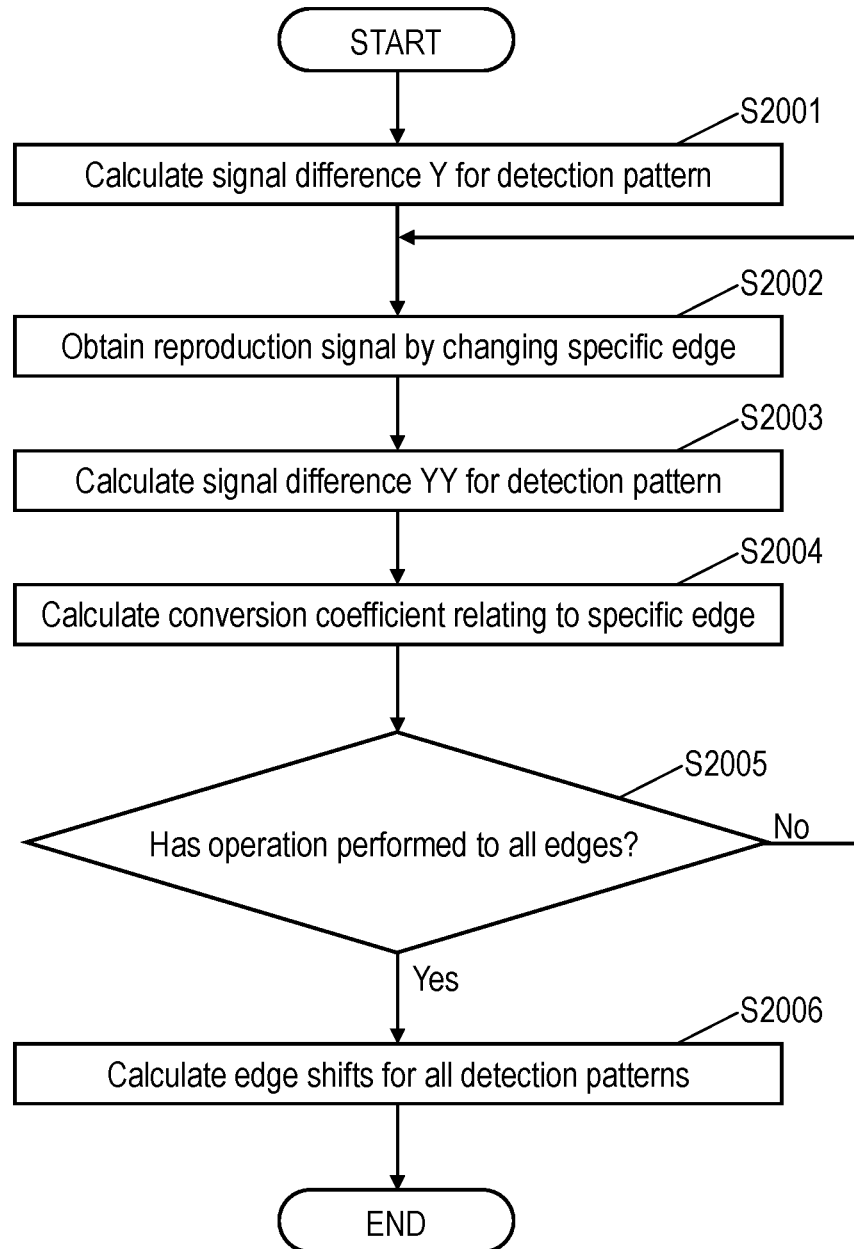 START
S2001
Calculate signal difference Y for detection pattern
S2002
Obtain reproduction signal by changing specific edge
S2003
Calculate signal difference YY for detection pattern
S2004
Calculate conversion coefficient relating to specific edge
S2005
Has operation performed to all edges?
No
Yes
S2006
Calculate edge shifts for all detection patterns
END